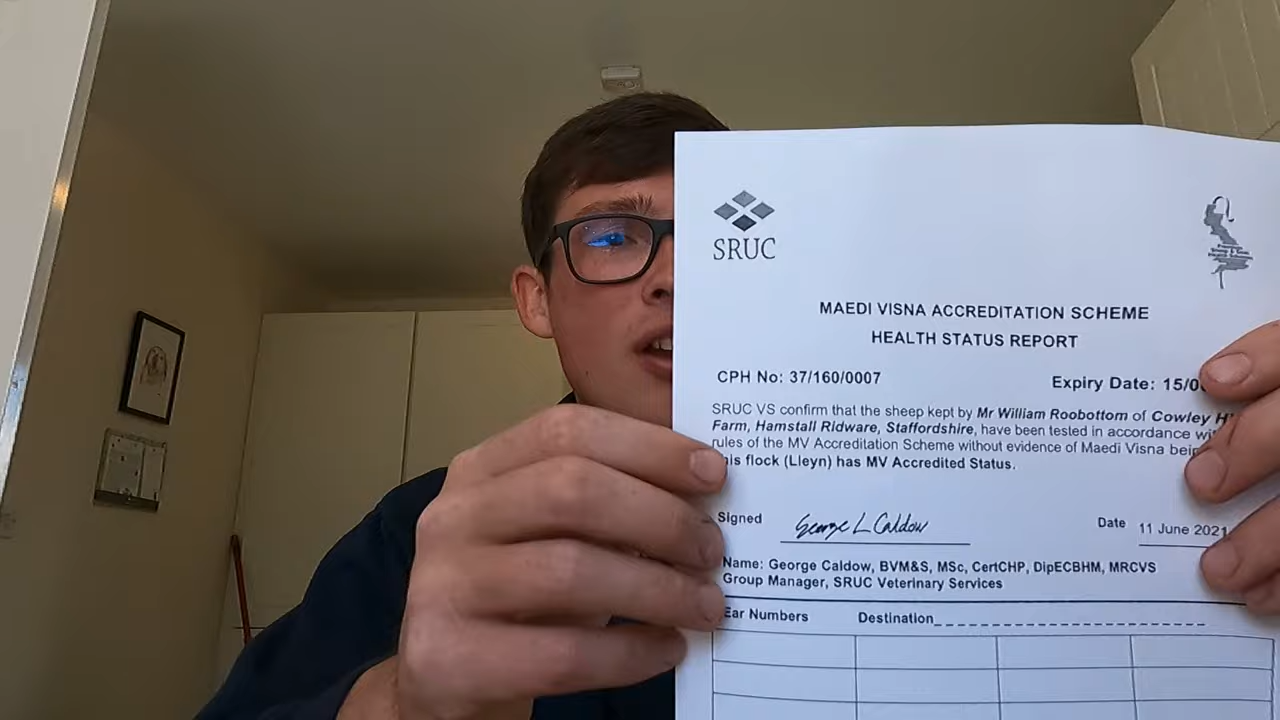 SRUC
MAEDI VISNA ACCREDITATION SCHEME
HEALTH STATUS REPORT
CPH No: 37/160/0007 Expiry Date: 15/0
SRUC VS confirm that the sheep kept by Mr William Roobottom of Cowley
Farm, Hamstall Ridware, Staffordshire, have been tested in accordance
rules of the MV Accreditation Scheme without evidence of Maedi Visna
flock (Lleyn) has MV Accredited Status.
Signed George L Caldow Date 11 June 2021
Name: George Caldow, BVM&S, MSc, CertCHP, DipECBHM, MRCVS
Group Manager, SRUC Veterinary Services
Ear Numbers Destination